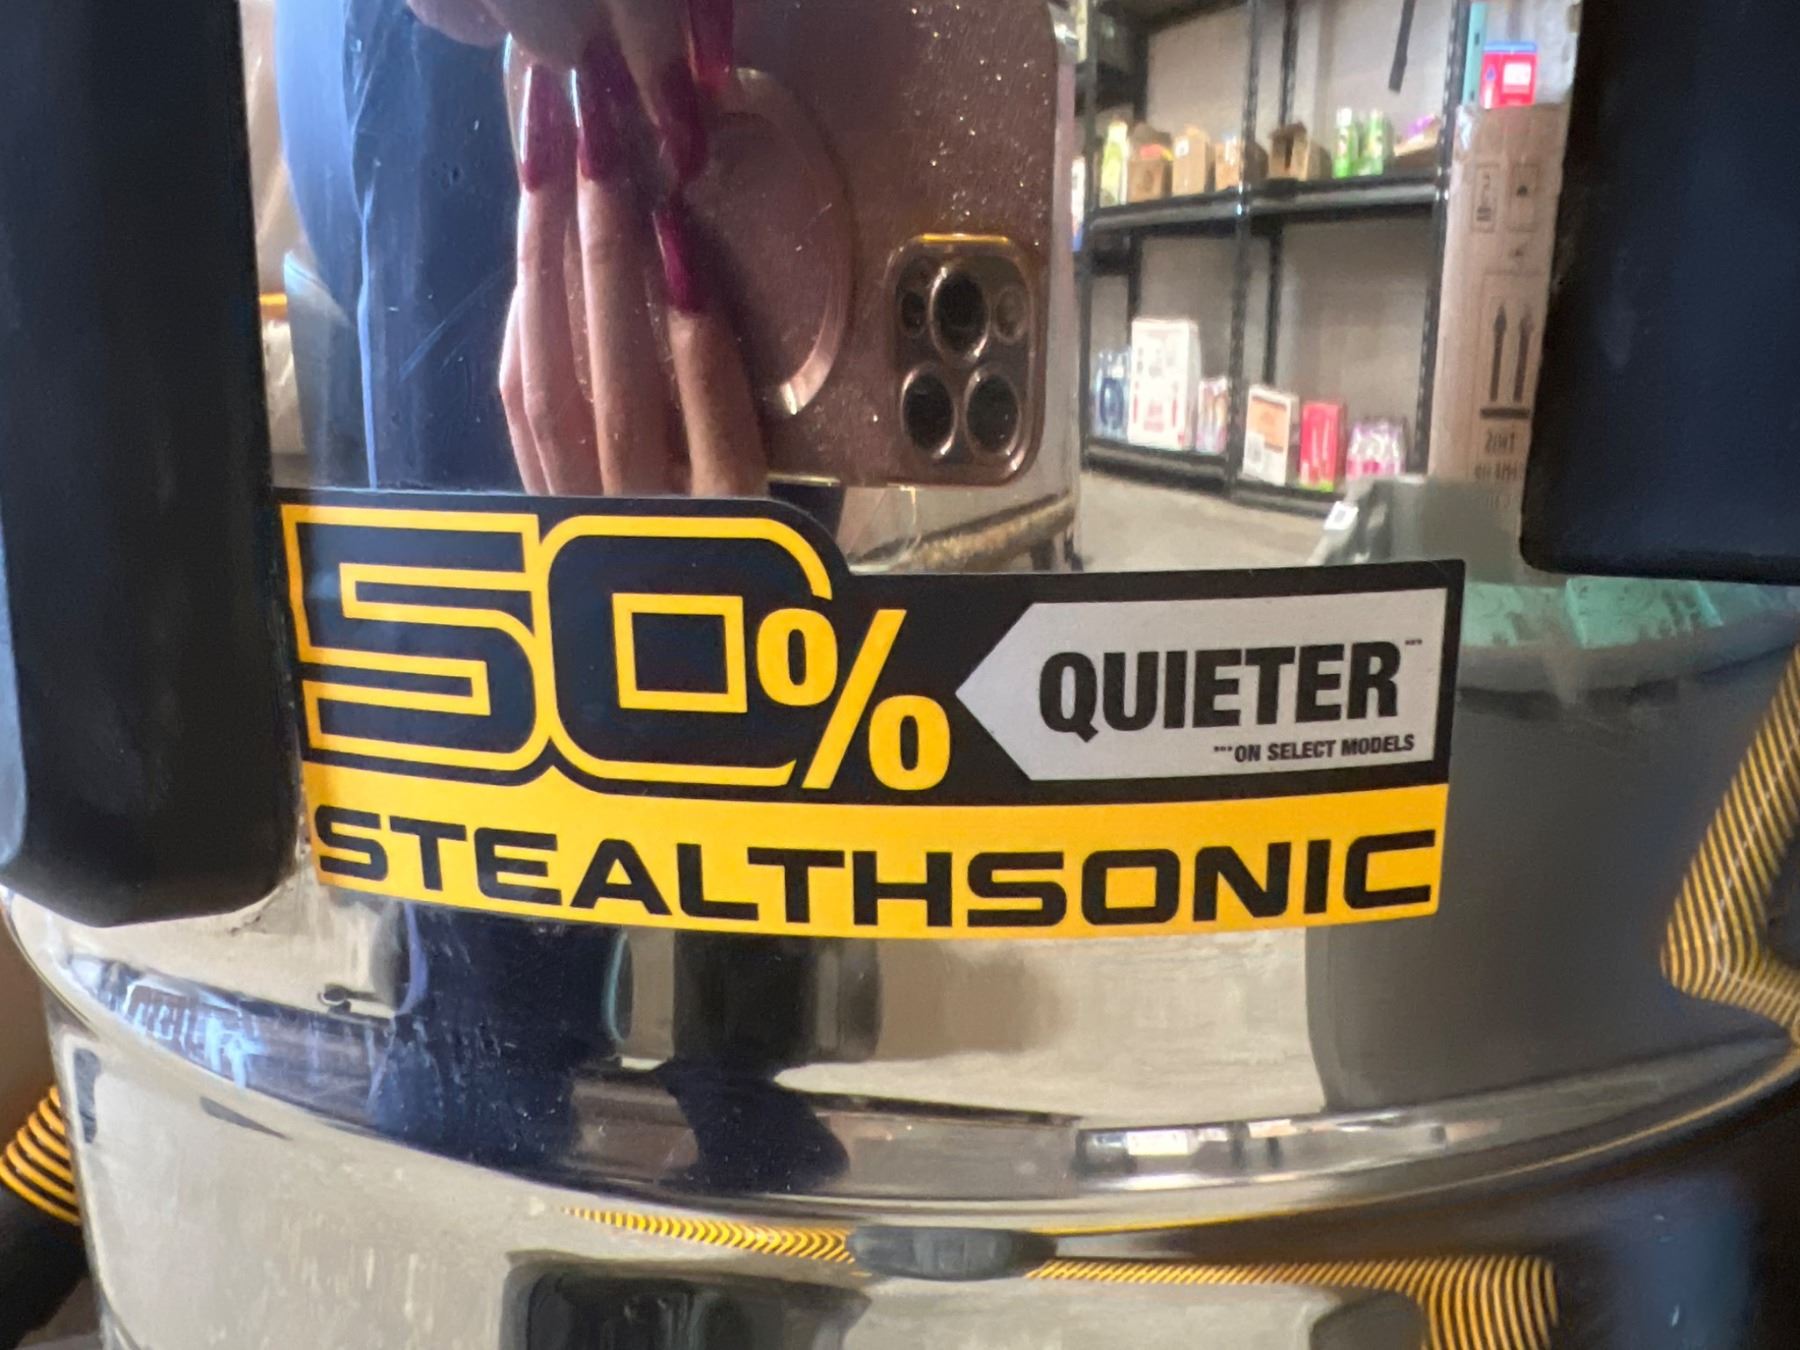 50% QUIETER***
***ON SELECT MODELS
STEALTHSONIC